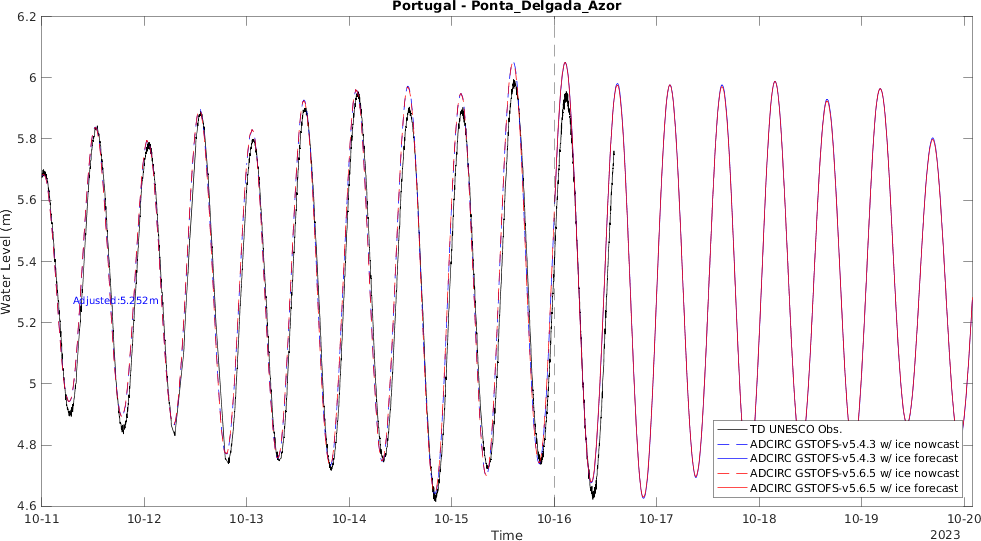 Portugal - Ponta_Delgada_Azor
6.2
6
5.8
5.6
5.4
5.2
5
4.8
4.6
Water Level (m)
Adjusted:5.252m
TD UNESCO Obs.
ADCIRC GSTOFS-v5.4.3 w/ ice nowcast
ADCIRC GSTOFS-v5.4.3 w/ ice forecast
ADCIRC GSTOFS-v5.6.5 w/ ice nowcast
ADCIRC GSTOFS-v5.6.5 w/ ice forecast
10-11 10-12 10-13 10-14 10-15 10-16 10-17 10-18 10-19 10-20
Time 2023